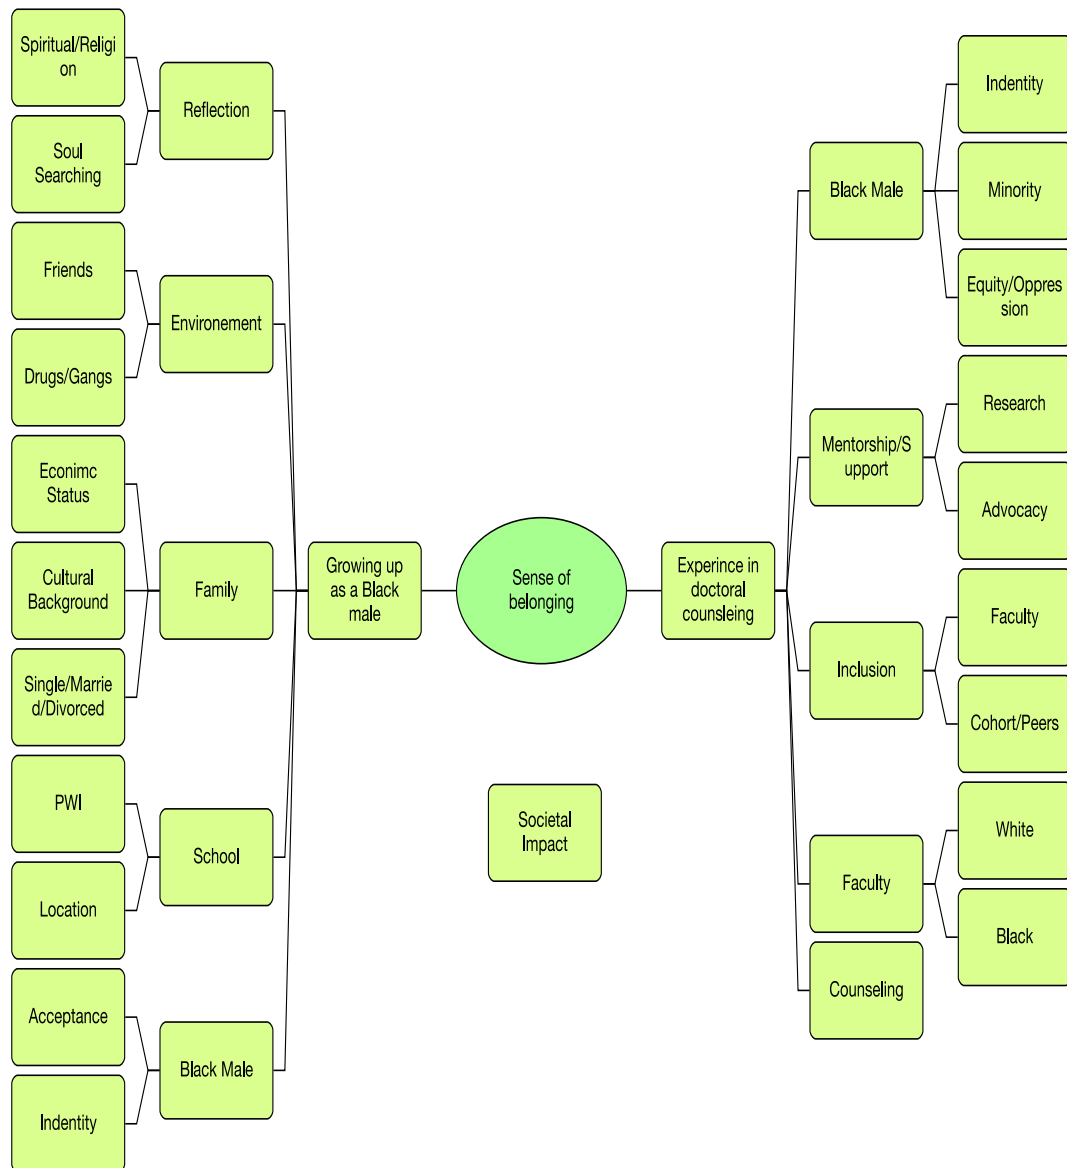 Spiritual/Religi
on
Soul
Searching
Reflection
Friends
Drugs/Gangs
Environement
Econimc
Status
Cultural
Background
Single/Marrie
d/Divorced
Family
PWI
Location
School
Acceptance
Indentity
Black Male
Growing up
as a Black
male
Sense of
belonging
Societal
Impact
Experince in
doctoral
counsleing
Black Male
Indentity
Minority
Equity/Oppres
sion
Mentorship/S
upport
Research
Advocacy
Inclusion
Faculty
Cohort/Peers
Faculty
White
Black
Counseling